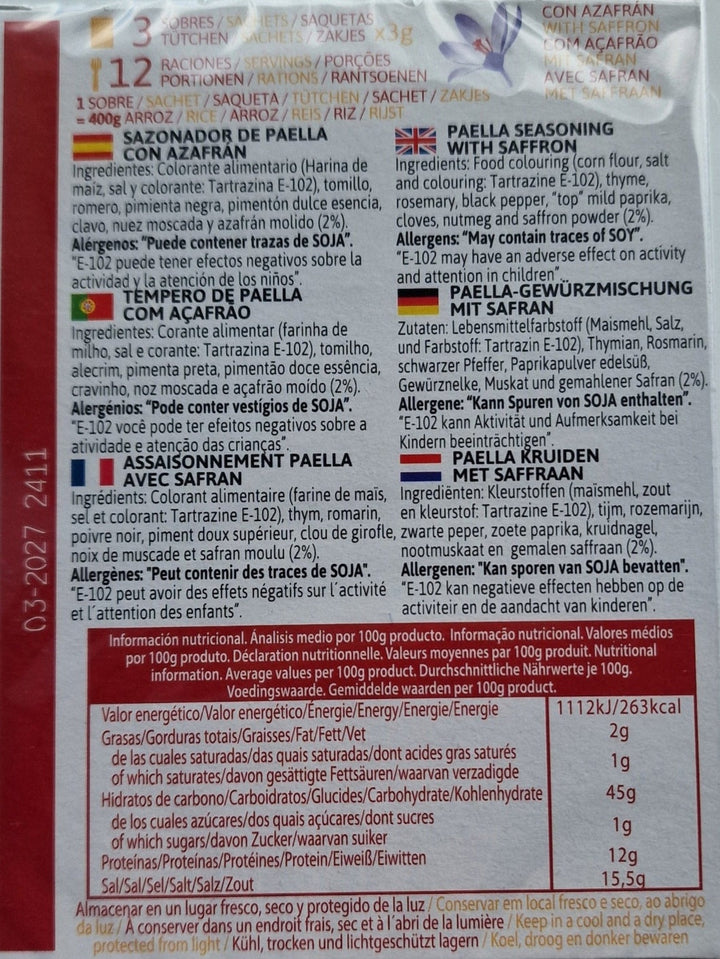 3 SOBRES / SACHETS / SAQUETAS
TÜTCHEN / SACHETS / ZAKJES x3g
12 RACIONES / SERVINGS / PORÇÕES
PORTIONEN / RATIONS / RANTSOENEN
1 SOBRE / SACHET / SAQUETA / TÜTCHEN / SACHET / ZAKJES
= 400g ARROZ / RICE / ARROZ / REIS / RIZ / RIJST
CON AZAFRÁN
WITH SAFFRON
COM AÇAFRÃO
MIT SAFRAN
AVEC SAFRAN
MET SAFFRAAN
SAZONADOR DE PAELLA
CON AZAFRÁN
Ingredientes: Colorante alimentario (Harina de
maíz, sal y colorante: Tartrazina E-102), tomillo,
romero, pimienta negra, pimentón dulce esencia,
clavo, nuez moscada y azafrán molido (2%).
Alérgenos: "Puede contener trazas de SOJA".
"E-102 puede tener efectos negativos sobre la
actividad y la atención de los niños".
PAELLA SEASONING
WITH SAFFRON
Ingredients: Food colouring (corn flour, salt
and colouring: Tartrazine E-102), thyme,
rosemary, black pepper, "top" mild paprika,
cloves, nutmeg and saffron powder (2%).
Allergens: "May contain traces of SOY".
"E-102 may have an adverse effect on activity
and attention in children".
TEMPERO DE PAELLA
COM AÇAFRÃO
Ingredientes: Corante alimentar (farinha de
milho, sal e corante: Tartrazina E-102), tomilho,
alecrim, pimenta preta, pimentão doce essência,
cravinho, noz moscada e açafrão moído (2%).
Alergénios: "Pode conter vestígios de SOJA".
"E-102 você pode ter efeitos negativos sobre a
atividade e atenção das crianças".
PAELLA-GEWÜRZMISCHUNG
MIT SAFRAN
Zutaten: Lebensmittelfarbstoff (Maismehl, Salz,
und Farbstoff: Tartrazin E-102), Thymian, Rosmarin,
schwarzer Pfeffer, Paprikapulver edelsüß,
Gewürznelke, Muskat und gemahlener Safran (2%).
Allergene: "Kann Spuren von SOJA enthalten".
"E-102 kann Aktivität und Aufmerksamkeit bei
Kindern beeinträchtigen".
ASSAISONNEMENT PAELLA
AVEC SAFRAN
Ingrédients: Colorant alimentaire (farine de maïs,
sel et colorant: Tartrazine E-102), thym, romarin,
poivre noir, piment doux supérieur, clou de girofle,
noix de muscade et safran moulu (2%).
Allergènes: "Peut contenir des traces de SOJA".
"E-102 peut avoir des effets négatifs sur l´activité
et l´attention des enfants".
PAELLA KRUIDEN
MET SAFFRAAN
Ingrediënten: Kleurstoffen (maïsmehl, zout
en kleurstof: Tartrazine E-102), tijm, rozemarijn,
zwarte peper, zoete paprika, kruidnagel,
nootmuskaat en gemalen saffraan (2%).
Allergenen: "Kan sporen van SOJA bevatten".
"E-102 kan negatieve effecten hebben op de
activiteir en de aandacht van kinderen".
03-2027 2411
Información nutricional. Ánalisis medio por 100g producto. Informação nutricional. Valores médios
por 100g produto. Déclaration nutritionnelle. Valeurs moyennes par 100g produit. Nutritional
information. Average values per 100g product. Durchschnittliche Nährwerte je 100g.
Voedingswaarde. Gemiddelde waarden per 100g product.
Valor energético/Valor energético/Énergie/Energy/Energie/Energie 1112kJ/263kcal
Grasas/Gorduras totais/Graisses/Fat/Fett/Vet 2g
de las cuales saturadas/das quais saturadas/dont acides gras saturés
of which saturates/davon gesättigte Fettsäuren/waarvan verzadigde 1g
Hidratos de carbono/Carboidratos/Glucides/Carbohydrate/Kohlenhydrate 45g
de los cuales azúcares/dos quais açúcares/dont sucres
of which sugars/davon Zucker/waarvan suiker 1g
Proteínas/Proteínas/Protéines/Protein/Eiweiß/Eiwitten 12g
Sal/Sal/Sel/Salt/Salz/Zout 15,5g
Almacenar en un lugar fresco, seco y protegido de la luz / Conservar em local fresco e seco, ao abrigo
da luz / À conserver dans un endroit frais, sec et à l´abri de la lumière / Keep in a cool and a dry place,
protected from light / Kühl, trocken und lichtgeschützt lagern / Koel, droog en donker bewaren